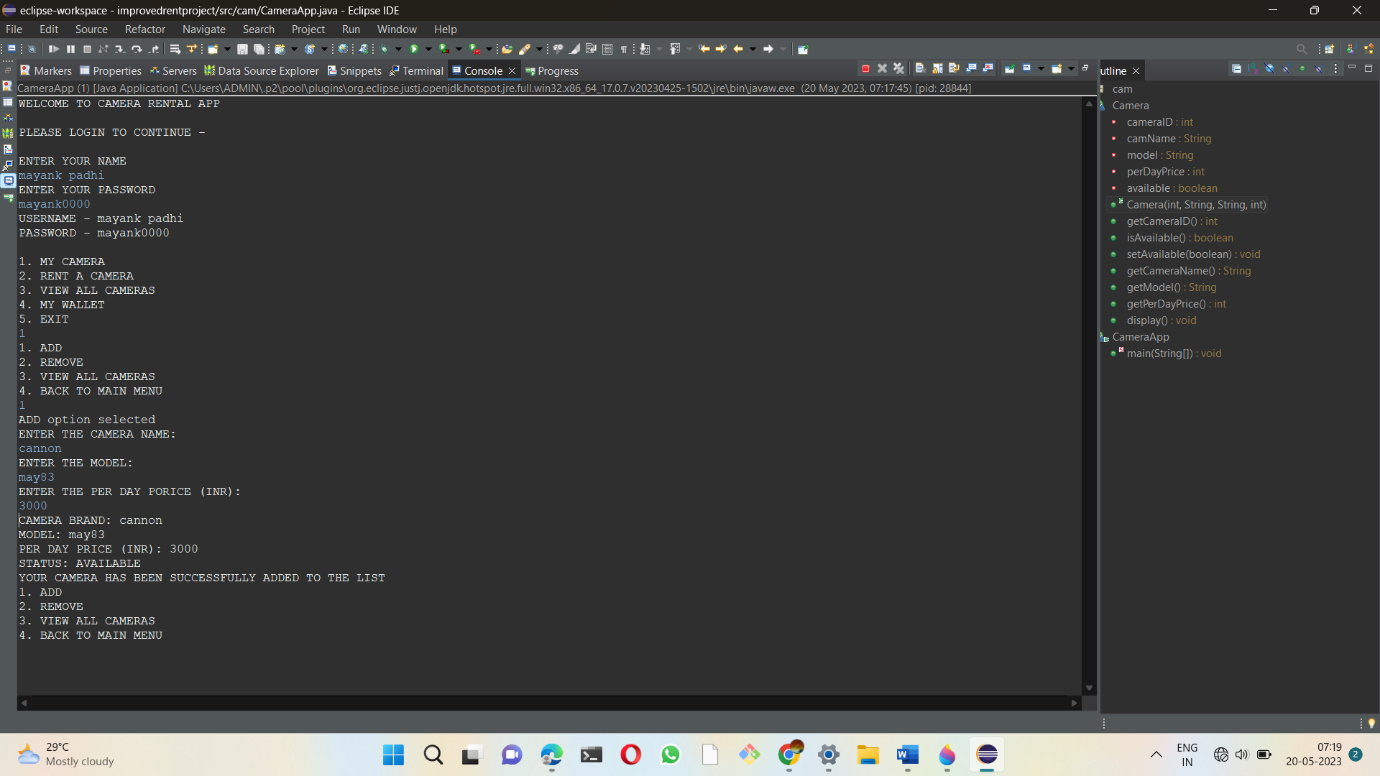 eclipse-workspace - improvedrentproject/src/cam/CameraApp.java - Eclipse IDE
File Edit Source Refactor Navigate Search Project Run Window Help
Markers Properties Servers Data Source Explorer Snippets Terminal Console Progress
CameraApp (1) [Java Application] C:\Users\ADMIN\.p2\pool\plugins\org.eclipse.justj.openjdk.hotspot.jre.full.win32.x86_64_17.0.7.v20230425-1502\jre\bin\javaw.exe (20 May 2023, 07:17:45) [pid: 28844]
WELCOME TO CAMERA RENTAL APP
PLEASE LOGIN TO CONTINUE -
ENTER YOUR NAME
mayank padhi
ENTER YOUR PASSWORD
mayank0000
USERNAME - mayank padhi
PASSWORD - mayank0000
1. MY CAMERA
2. RENT A CAMERA
3. VIEW ALL CAMERAS
4. MY WALLET
5. EXIT
1
1. ADD
2. REMOVE
3. VIEW ALL CAMERAS
4. BACK TO MAIN MENU
1
ADD option selected
ENTER THE CAMERA NAME:
cannon
ENTER THE MODEL:
may83
ENTER THE PER DAY PORICE (INR):
3000
CAMERA BRAND: cannon
MODEL: may83
PER DAY PRICE (INR): 3000
STATUS: AVAILABLE
YOUR CAMERA HAS BEEN SUCCESSFULLY ADDED TO THE LIST
1. ADD
2. REMOVE
3. VIEW ALL CAMERAS
4. BACK TO MAIN MENU
utline
cam
Camera
cameraID : int
camName : String
model : String
perDayPrice : int
available : boolean
Camera(int, String, String, int)
getCameraID() : int
isAvailable() : boolean
setAvailable(boolean) : void
getCameraName() : String
getModel() : String
getPerDayPrice() : int
display() : void
CameraApp
main(String[]) : void
29°C
Mostly cloudy
ENG
IN
07:19
20-05-2023
2